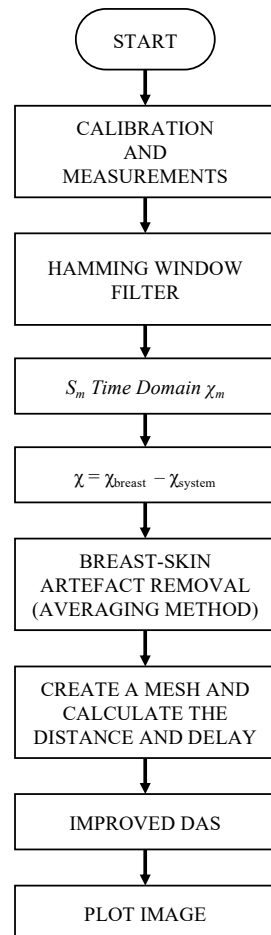 START
CALIBRATION
AND
MEASUREMENTS
HAMMING WINDOW
FILTER
Sₘ Time Domain χₘ
χ = χbreast − χsystem
BREAST-SKIN
ARTEFACT REMOVAL
(AVERAGING METHOD)
CREATE A MESH AND
CALCULATE THE
DISTANCE AND DELAY
IMPROVED DAS
PLOT IMAGE